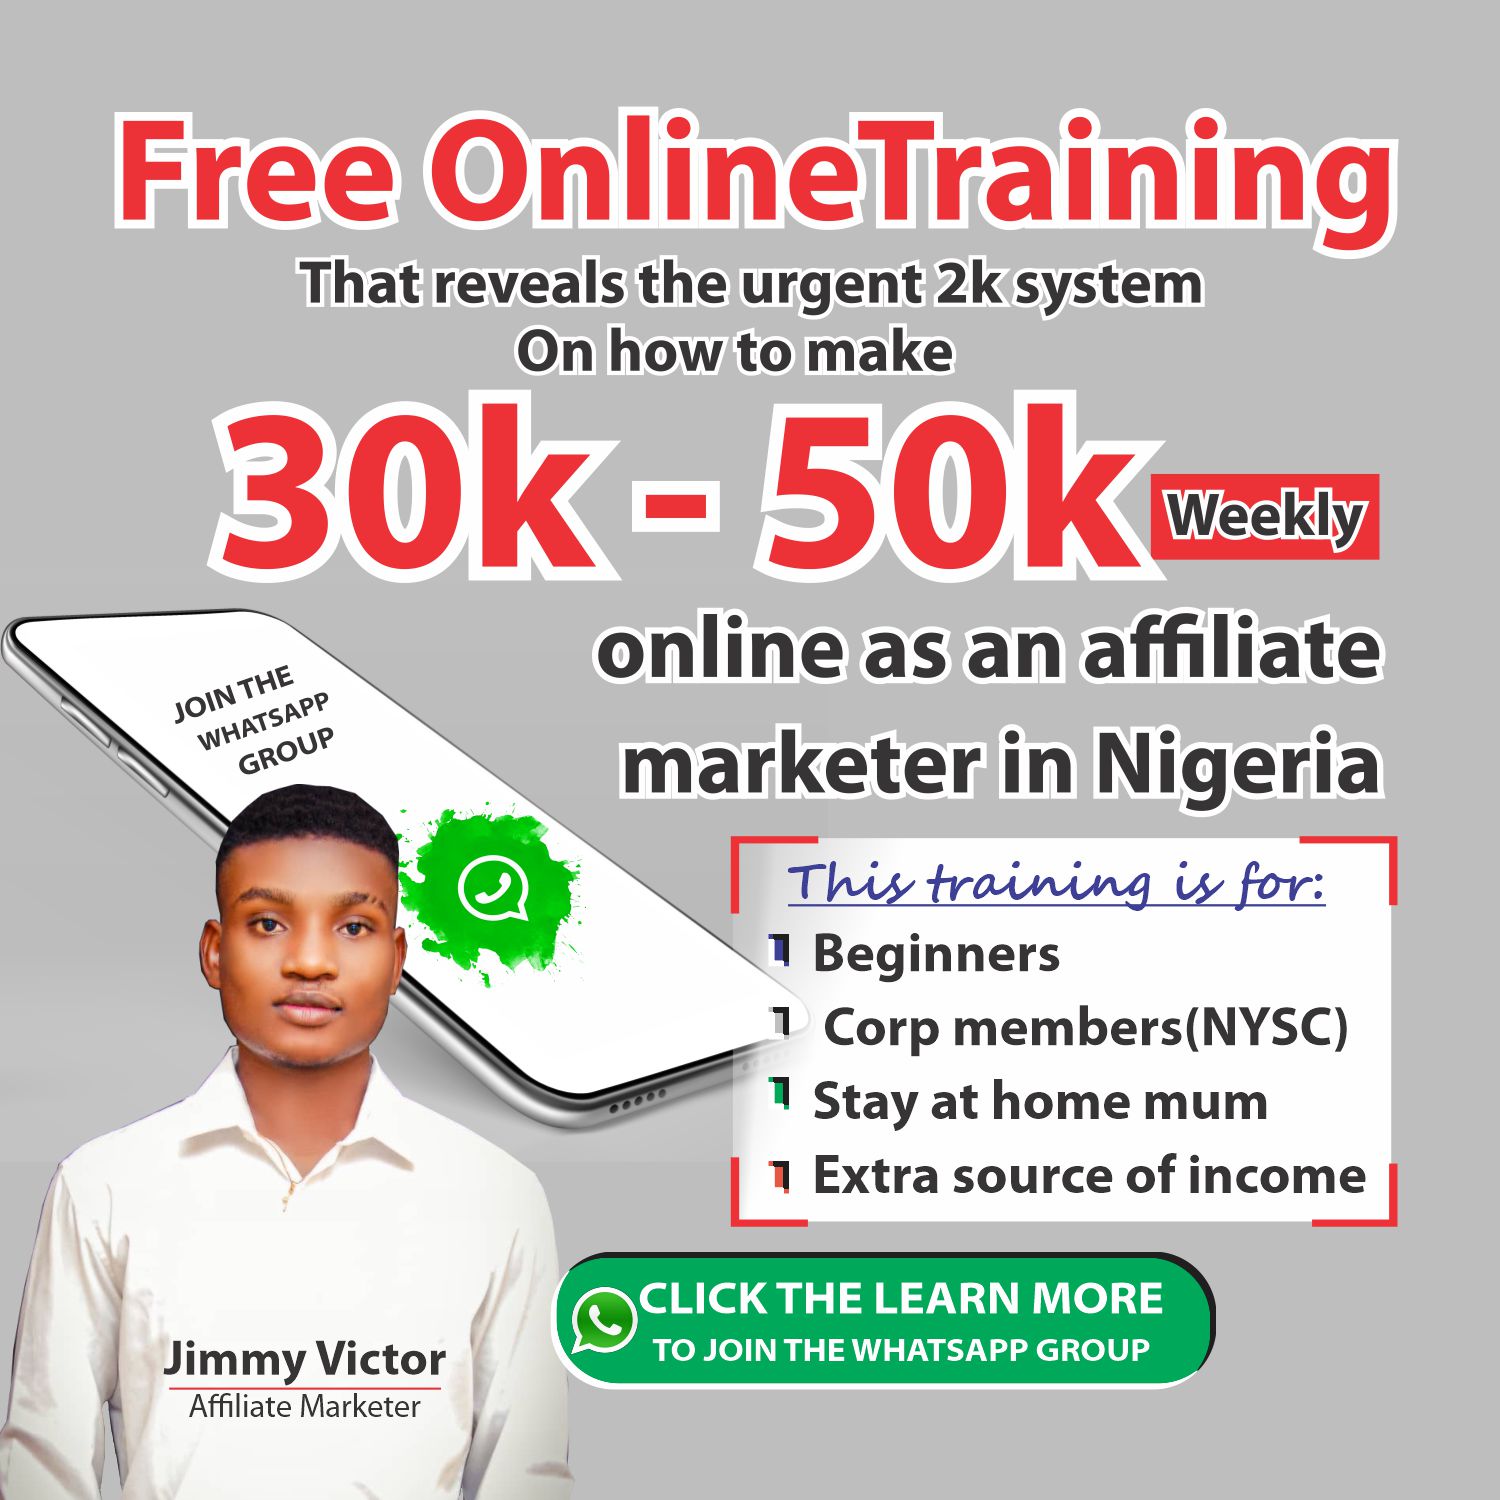 Free OnlineTraining
That reveals the urgent 2k system
On how to make
30k - 50k Weekly
online as an affiliate
marketer in Nigeria
JOIN THE
WHATSAPP
GROUP
This training is for:
Beginners
Corp members(NYSC)
Stay at home mum
Extra source of income
CLICK THE LEARN MORE
TO JOIN THE WHATSAPP GROUP
Jimmy Victor
Affiliate Marketer